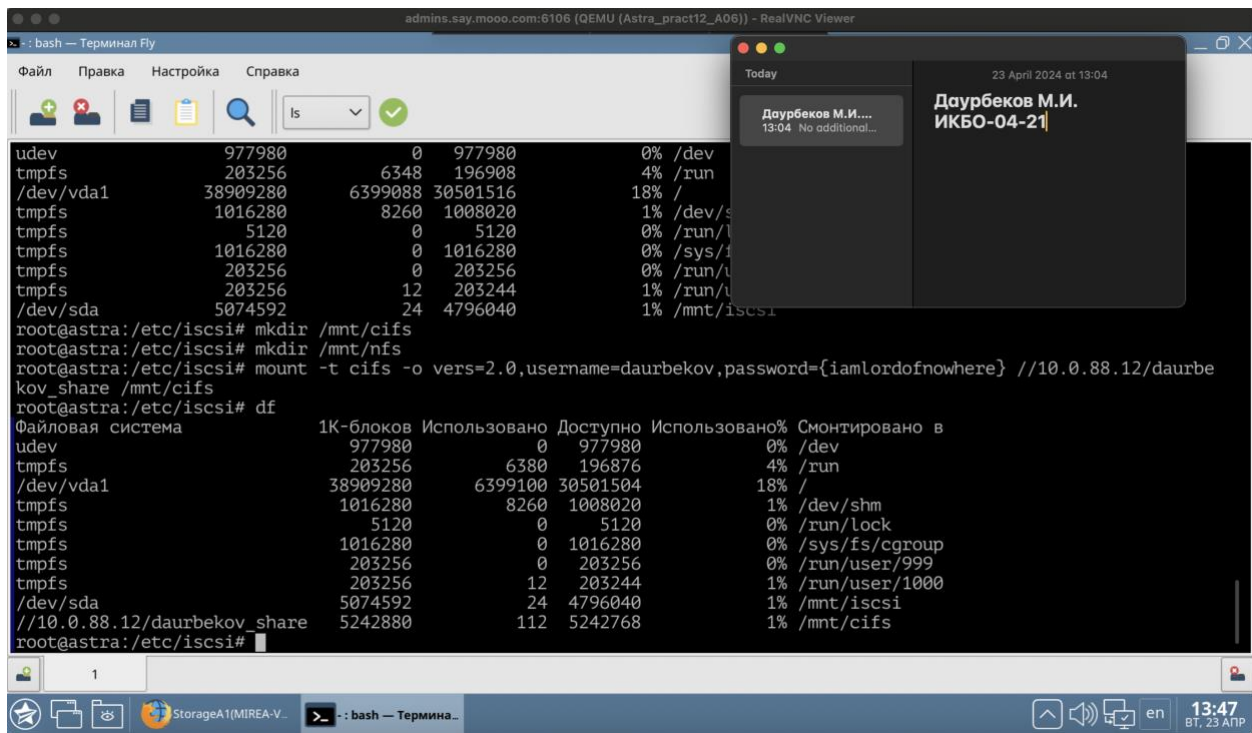 admins.say.mooo.com:6106 (QEMU (Astra_pract12_A06)) - RealVNC Viewer
- : bash — Терминал Fly
Файл Правка Настройка Справка
ls
Today
Даурбеков М.И....
13:04 No additional...
23 April 2024 at 13:04
Даурбеков М.И.
ИКБО-04-21
udev 977980 0 977980 0% /dev
tmpfs 203256 6348 196908 4% /run
/dev/vda1 38909280 6399088 30501516 18% /
tmpfs 1016280 8260 1008020 1% /dev/s
tmpfs 5120 0 5120 0% /run/l
tmpfs 1016280 0 1016280 0% /sys/f
tmpfs 203256 0 203256 0% /run/u
tmpfs 203256 12 203244 1% /run/u
/dev/sda 5074592 24 4796040 1% /mnt/iscsi
root@astra:/etc/iscsi# mkdir /mnt/cifs
root@astra:/etc/iscsi# mkdir /mnt/nfs
root@astra:/etc/iscsi# mount -t cifs -o vers=2.0,username=daurbekov,password={iamlordofnowhere} //10.0.88.12/daurbe
kov_share /mnt/cifs
root@astra:/etc/iscsi# df
Файловая система 1K-блоков Использовано Доступно Использовано% Смонтировано в
udev 977980 0 977980 0% /dev
tmpfs 203256 6380 196876 4% /run
/dev/vda1 38909280 6399100 30501504 18% /
tmpfs 1016280 8260 1008020 1% /dev/shm
tmpfs 5120 0 5120 0% /run/lock
tmpfs 1016280 0 1016280 0% /sys/fs/cgroup
tmpfs 203256 0 203256 0% /run/user/999
tmpfs 203256 12 203244 1% /run/user/1000
/dev/sda 5074592 24 4796040 1% /mnt/iscsi
//10.0.88.12/daurbekov_share 5242880 112 5242768 1% /mnt/cifs
root@astra:/etc/iscsi#
1
StorageA1(MIREA-V... - : bash — Термина... en 13:47
ВТ, 23 АПР